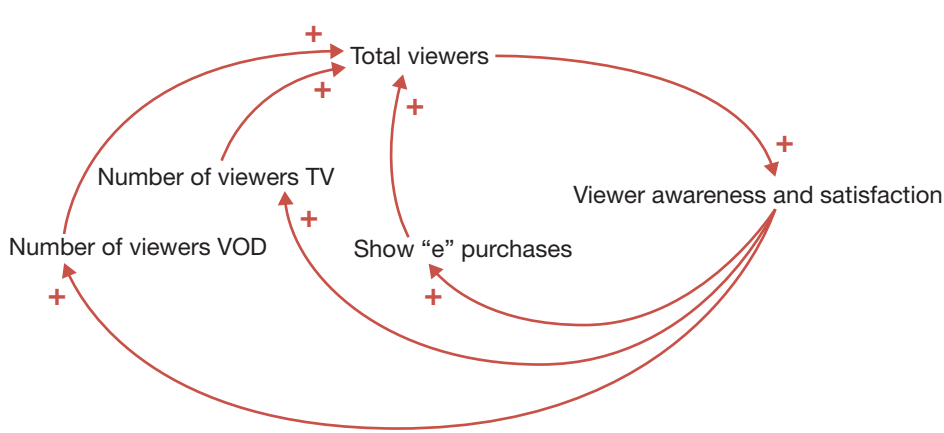 +
Total viewers
+
+
+
Number of viewers TV
Viewer awareness and satisfaction
+
Number of viewers VOD
Show “e” purchases
+
+